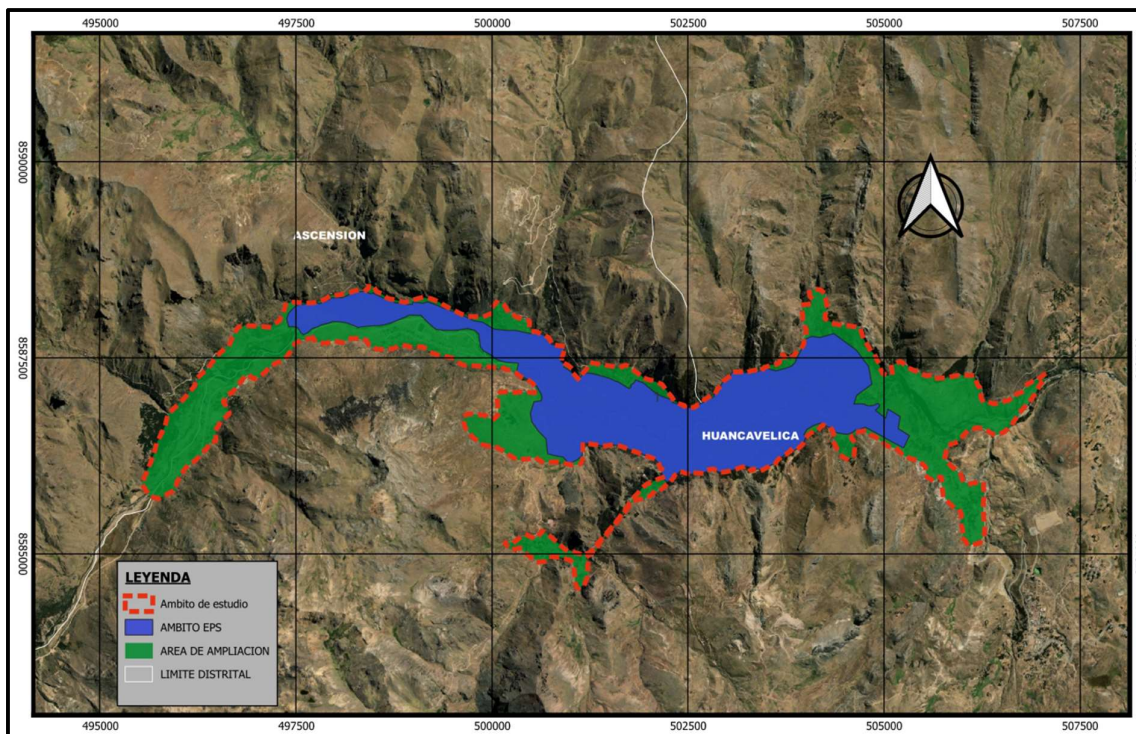 495000 497500 500000 502500 505000 507500
8590000
8587500
8585000
ASCENSION
HUANCAVELICA
LEYENDA
Ambito de estudio
AMBITO EPS
AREA DE AMPLIACION
LIMITE DISTRITAL
495000 497500 500000 502500 505000 507500